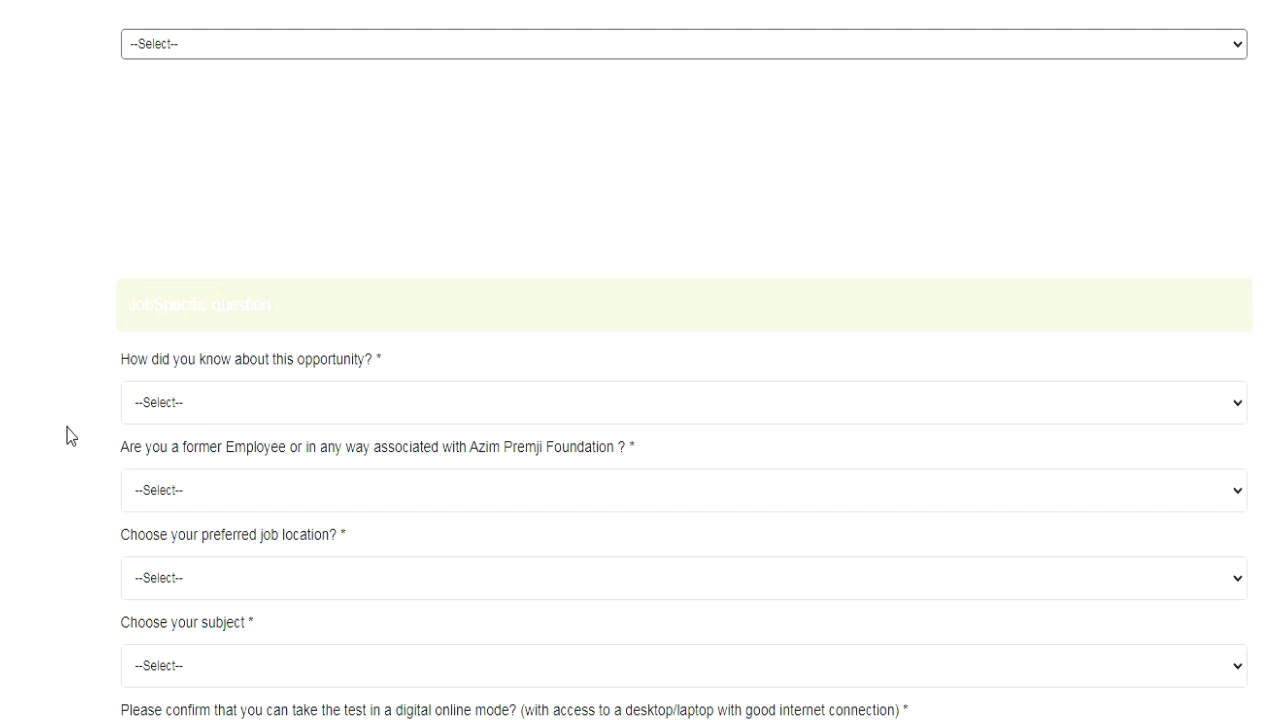 --Select--
JobSpecific question
How did you know about this opportunity? *
--Select--
Are you a former Employee or in any way associated with Azim Premji Foundation ? *
--Select--
Choose your preferred job location? *
--Select--
Choose your subject *
--Select--
Please confirm that you can take the test in a digital online mode? (with access to a desktop/laptop with good internet connection) *